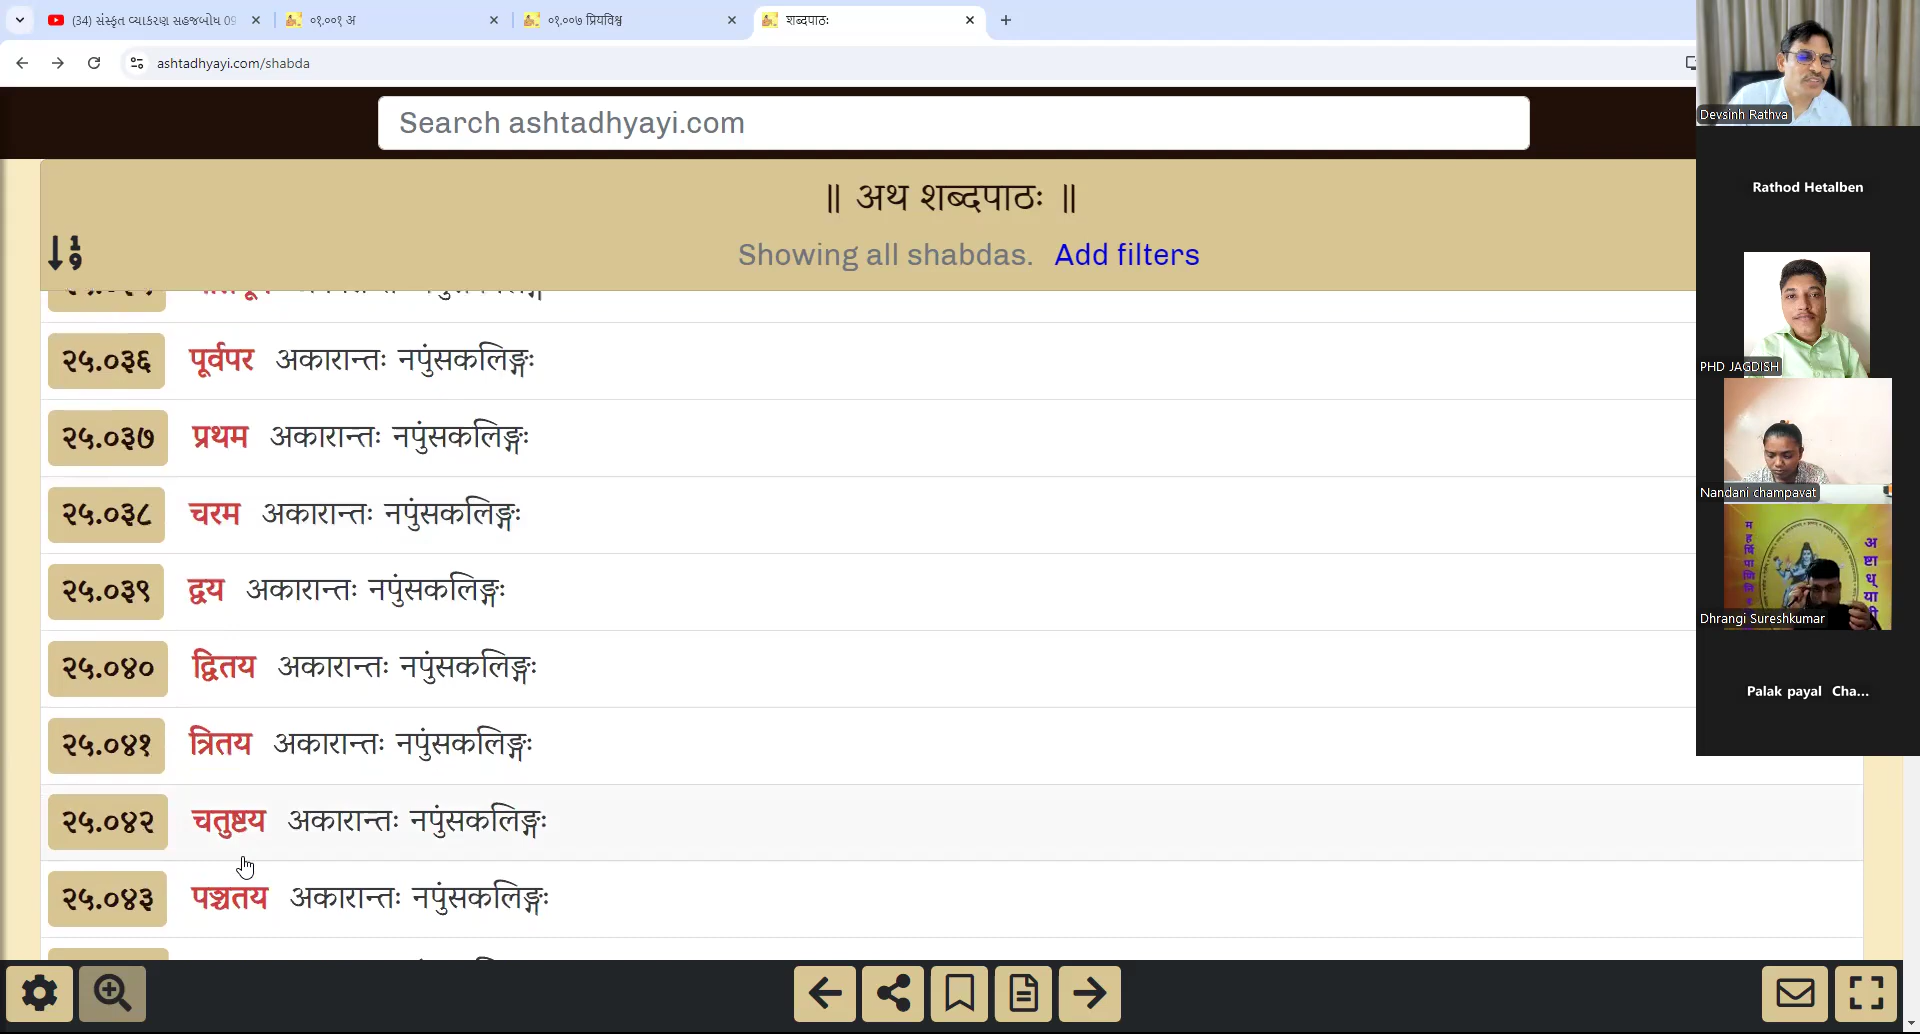 (34) સંસ્કૃત વ્યાકરણ સહજબોધ 09
०१.००१ अ
०१.००७ प्रियविश्व
शब्दपाठः
ashtadhyayi.com/shabda
Search ashtadhyayi.com
॥ अथ शब्दपाठः ॥
Showing all shabdas. Add filters
२५.०३६ पूर्वपर अकारान्तः नपुंसकलिङ्गः
२५.०३७ प्रथम अकारान्तः नपुंसकलिङ्गः
२५.०३८ चरम अकारान्तः नपुंसकलिङ्गः
२५.०३९ द्वय अकारान्तः नपुंसकलिङ्गः
२५.०४० द्वितय अकारान्तः नपुंसकलिङ्गः
२५.०४१ त्रितय अकारान्तः नपुंसकलिङ्गः
२५.०४२ चतुष्टय अकारान्तः नपुंसकलिङ्गः
२५.०४३ पञ्चतय अकारान्तः नपुंसकलिङ्गः
Devsinh Rathva
Rathod Hetalben
PHD JAGDISH
Nandani champavat
अष्टाध्यायी
Dhrangi Sureshkumar
Palak payal Cha...